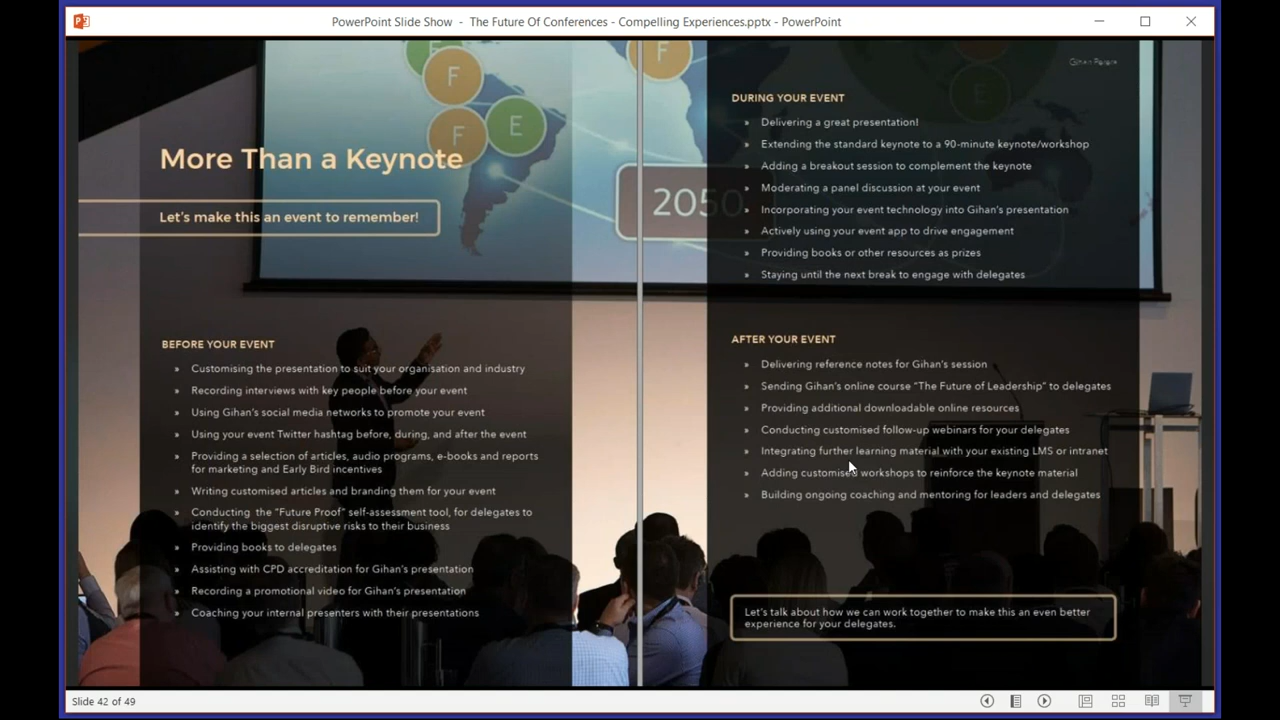 PowerPoint Slide Show - The Future Of Conferences - Compelling Experiences.pptx - PowerPoint
F
E
F
E
F
More Than a Keynote
Let's make this an event to remember!
BEFORE YOUR EVENT
» Customising the presentation to suit your organisation and industry
» Recording interviews with key people before your event
» Using Gihan's social media networks to promote your event
» Using your event Twitter hashtag before, during, and after the event
» Providing a selection of articles, audio programs, e-books and reports
for marketing and Early Bird incentives
» Writing customised articles and branding them for your event
» Conducting the "Future Proof" self-assessment tool, for delegates to
identify the biggest disruptive risks to their business
» Providing books to delegates
» Assisting with CPD accreditation for Gihan's presentation
» Recording a promotional video for Gihan's presentation
» Coaching your internal presenters with their presentations
2050
E
Gihan Perera
DURING YOUR EVENT
» Delivering a great presentation!
» Extending the standard keynote to a 90-minute keynote/workshop
» Adding a breakout session to complement the keynote
» Moderating a panel discussion at your event
» Incorporating your event technology into Gihan's presentation
» Actively using your event app to drive engagement
» Providing books or other resources as prizes
» Staying until the next break to engage with delegates
AFTER YOUR EVENT
» Delivering reference notes for Gihan's session
» Sending Gihan's online course "The Future of Leadership" to delegates
» Providing additional downloadable online resources
» Conducting customised follow-up webinars for your delegates
» Integrating further learning material with your existing LMS or intranet
» Adding customised workshops to reinforce the keynote material
» Building ongoing coaching and mentoring for leaders and delegates
Let's talk about how we can work together to make this an even better
experience for your delegates.
Slide 42 of 49